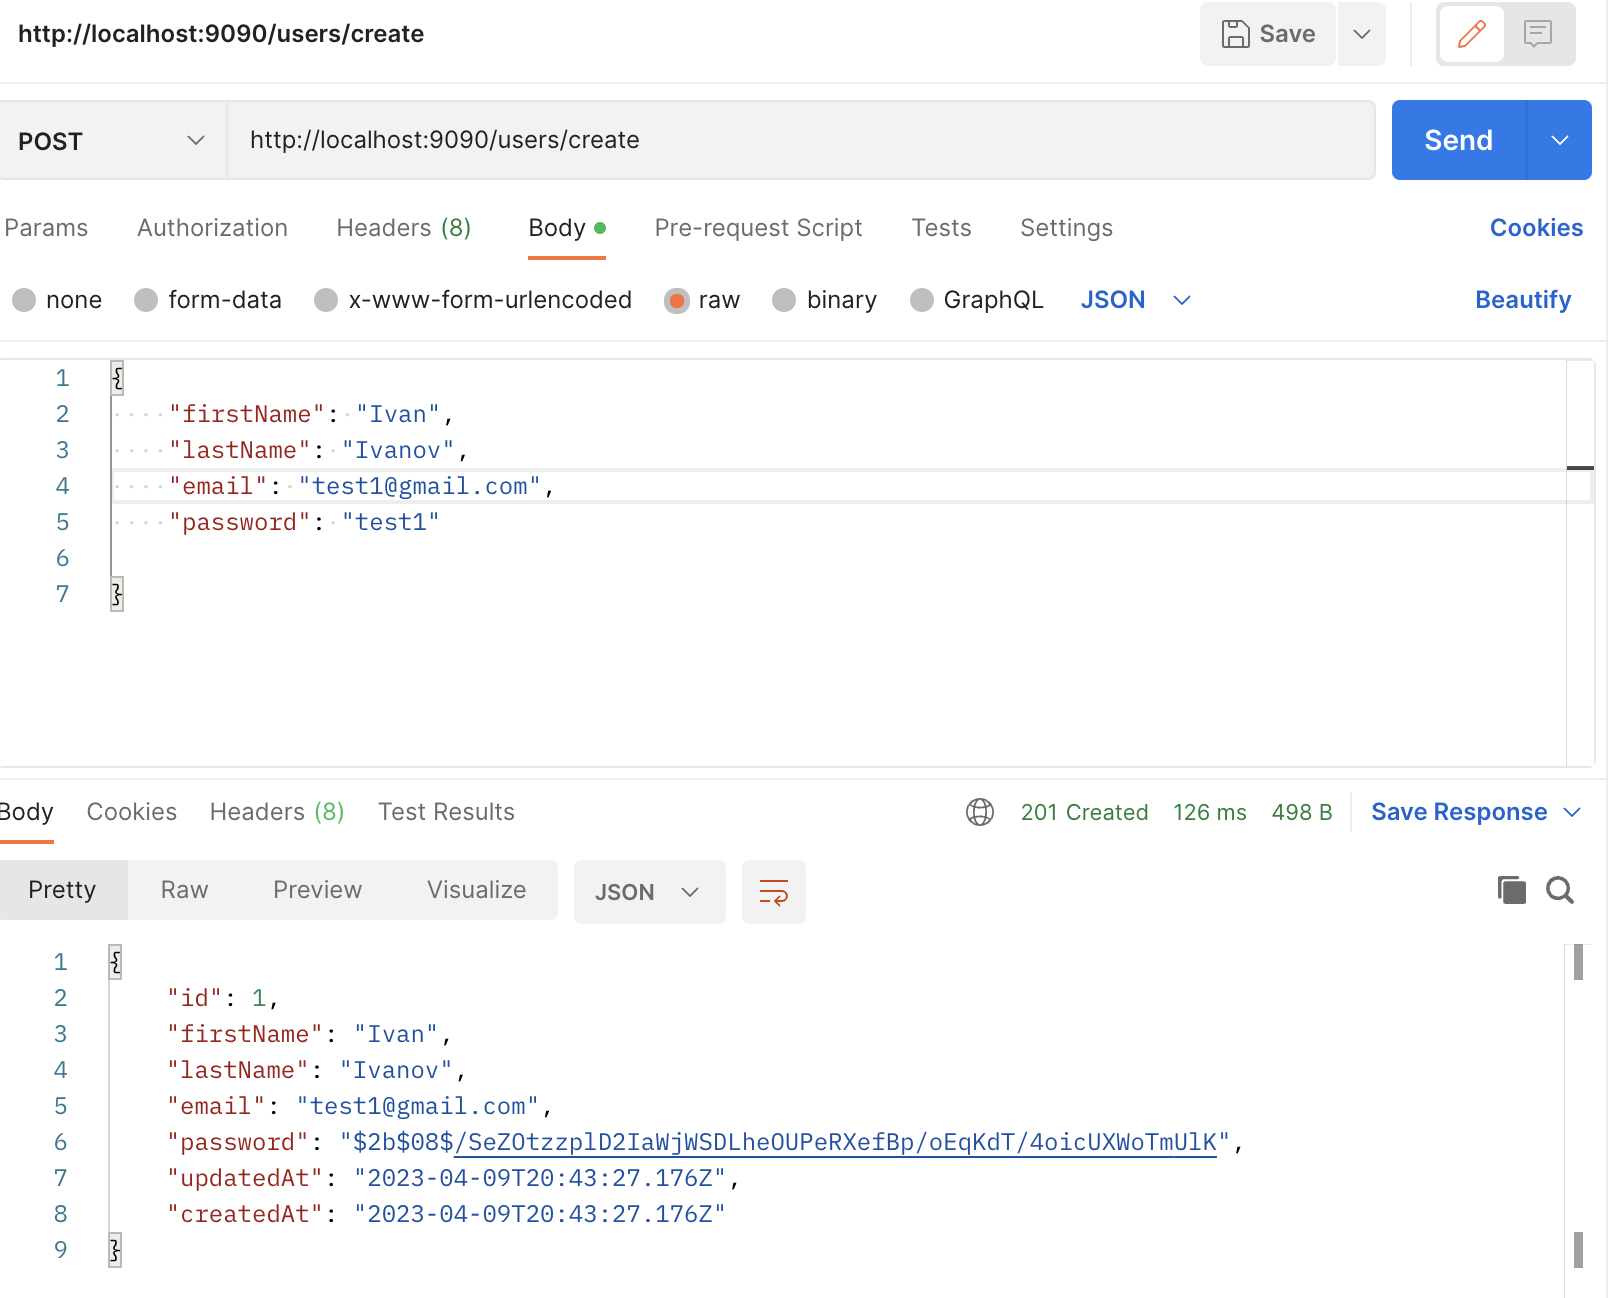 http://localhost:9090/users/create
Save
POST
http://localhost:9090/users/create
Send
Params Authorization Headers (8) Body Pre-request Script Tests Settings Cookies
none form-data x-www-form-urlencoded raw binary GraphQL JSON Beautify
1 {
2 "firstName": "Ivan",
3 "lastName": "Ivanov",
4 "email": "test1@gmail.com",
5 "password": "test1"
6
7 }
Body Cookies Headers (8) Test Results 201 Created 126 ms 498 B Save Response
Pretty Raw Preview Visualize JSON
1 {
2 "id": 1,
3 "firstName": "Ivan",
4 "lastName": "Ivanov",
5 "email": "test1@gmail.com",
6 "password": "$2b$08$/SeZOtzzplD2IaWjWSDLheOUPeRXefBp/oEqKdT/4oicUXWoTmUlK",
7 "updatedAt": "2023-04-09T20:43:27.176Z",
8 "createdAt": "2023-04-09T20:43:27.176Z"
9 }